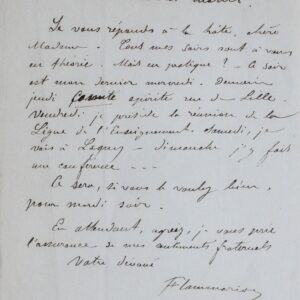 Je vous réponds à la hâte, chère
Madame. Tous mes soirs sont à vous
en théorie. Mais en pratique ? Ce soir
est mon dernier mercredi. Demain
jeudi Comité spirite rue de Lille.
Vendredi, je préside la réunion de la
Ligue de l'Enseignement. Samedi, je
vais à Lagny – dimanche j'y fais
une conférence - - -
Ce sera, si vous le voulez bien,
pour mardi soir.
En attendant, agréez, je vous prie
l'assurance de mes sentiments fraternels
Votre dévoué
Flammarion